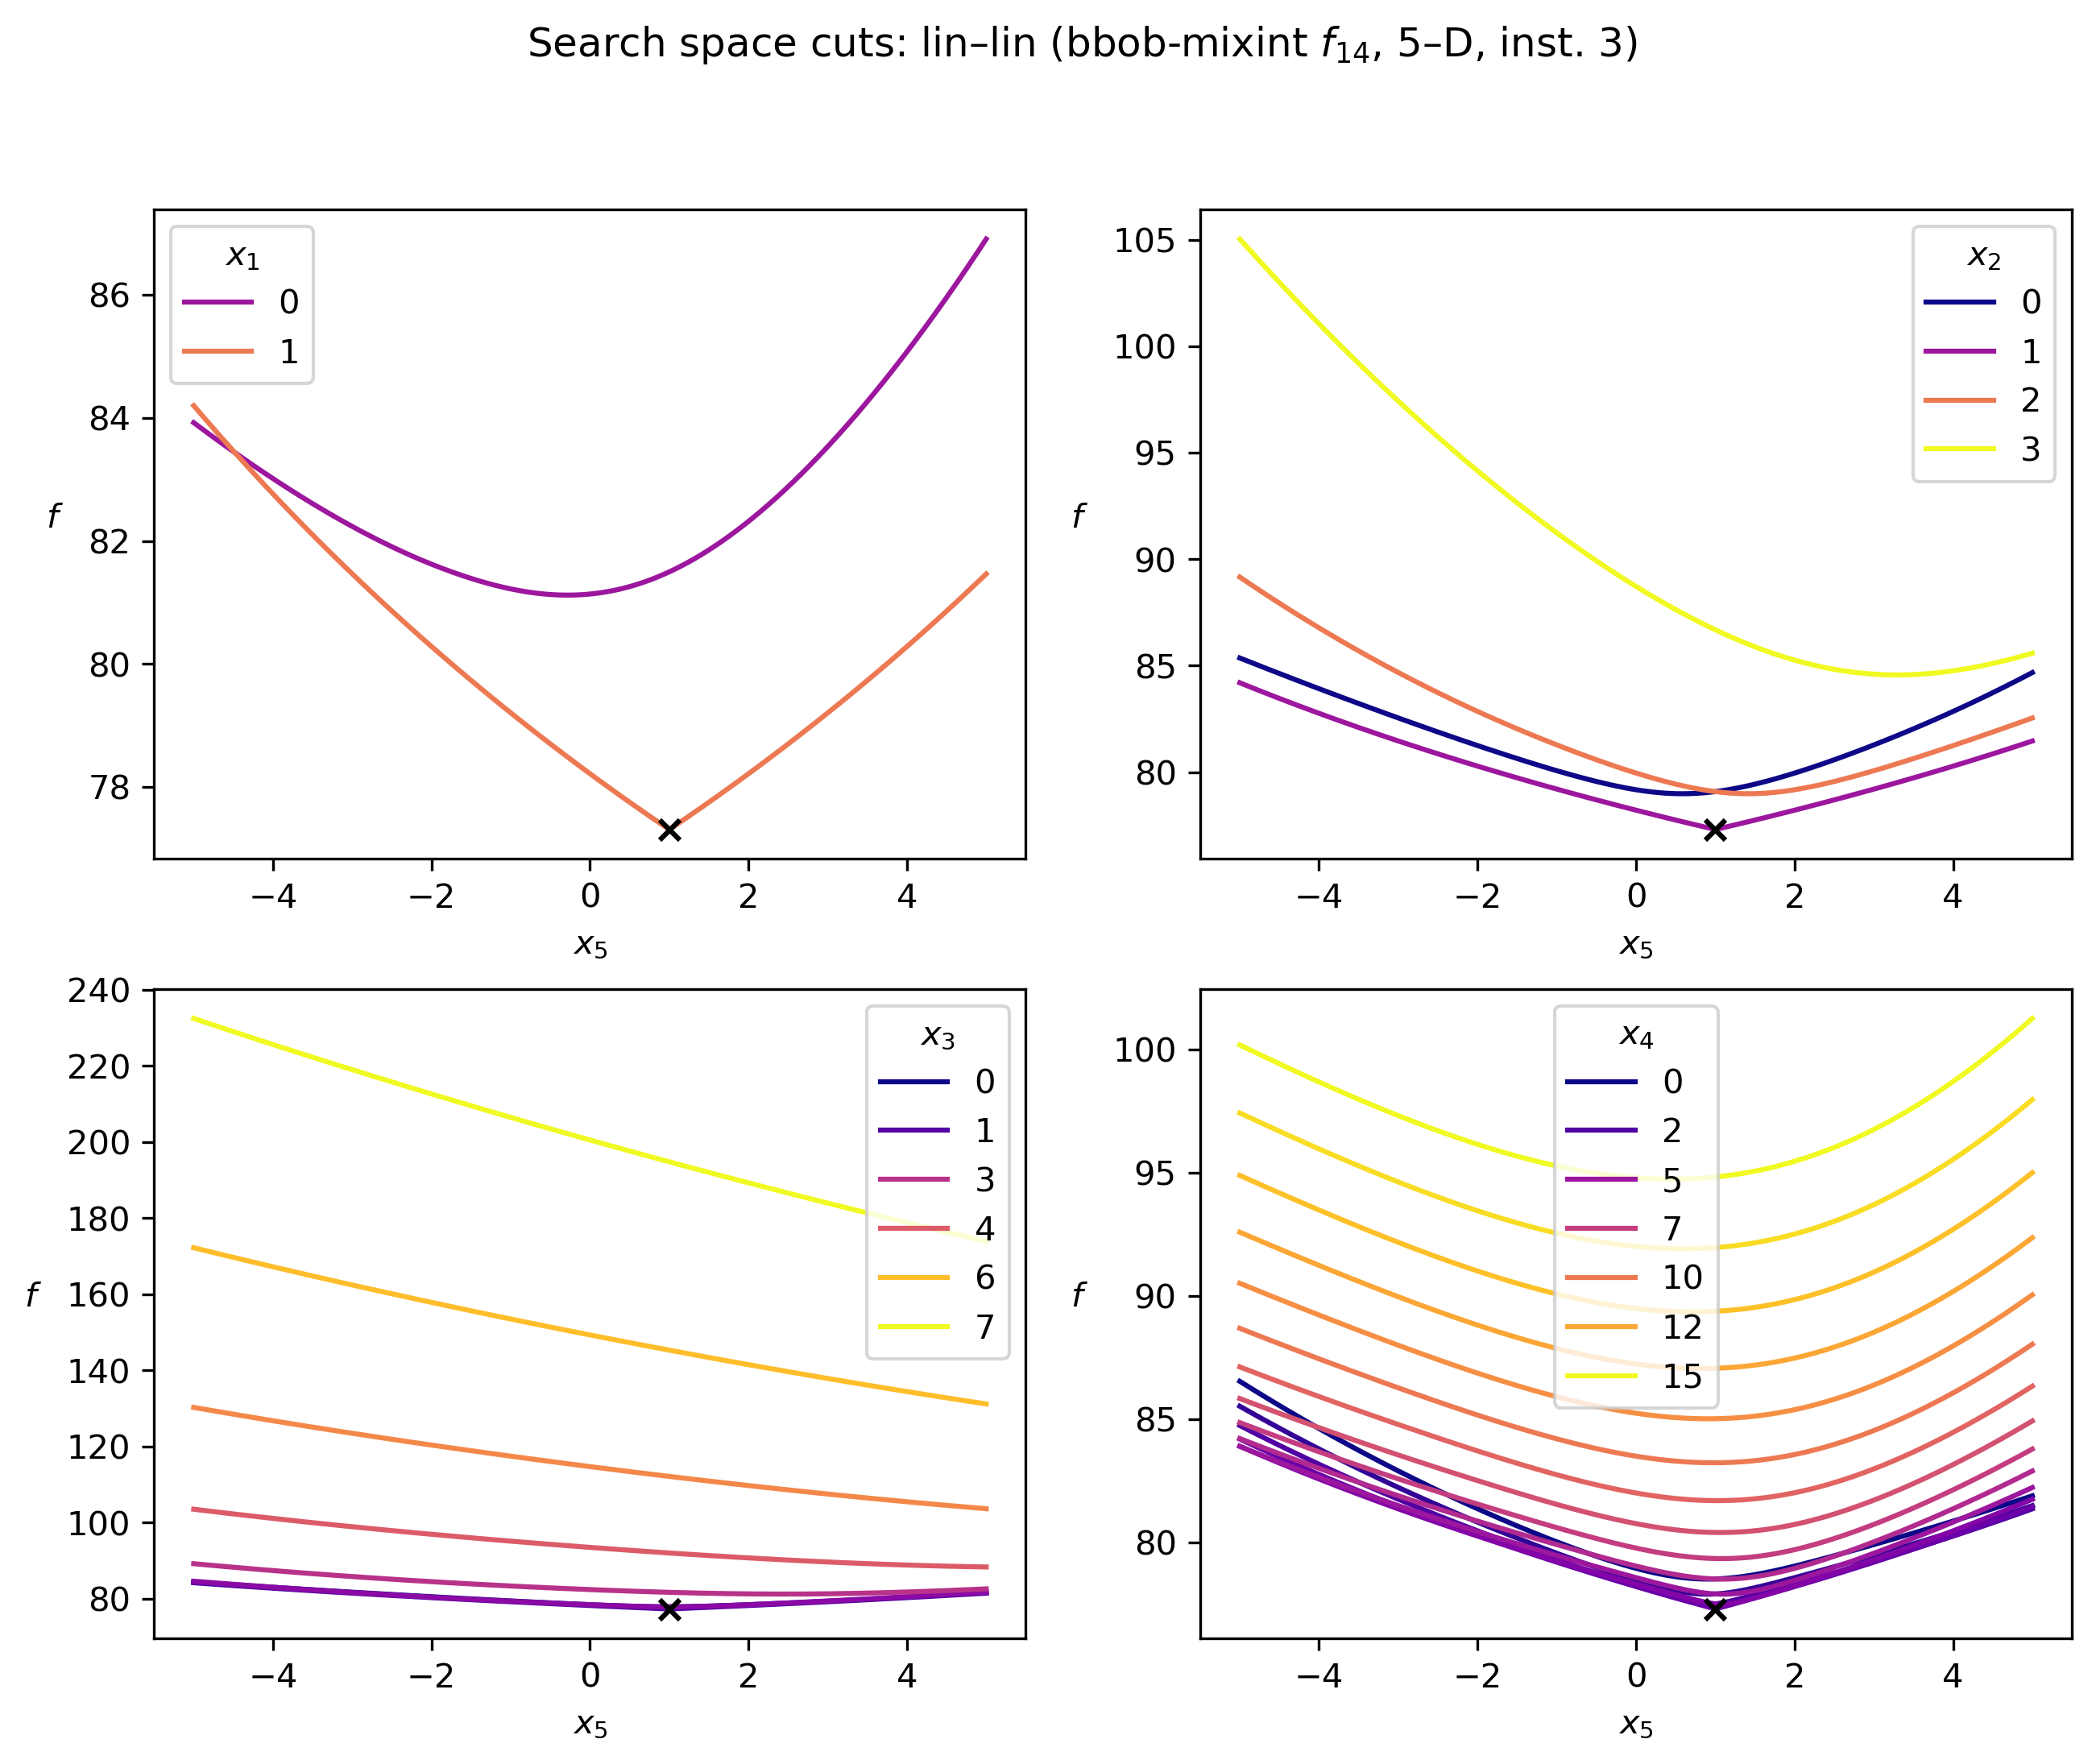 Search space cuts: lin–lin (bbob-mixint f₁₄, 5–D, inst. 3)
x₁
0
1
86
84
82
80
78
f
−4 −2 0 2 4
x₅
x₂
0
1
2
3
105
100
95
90
85
80
f
−4 −2 0 2 4
x₅
x₃
0
1
3
4
6
7
240
220
200
180
160
140
120
100
80
f
−4 −2 0 2 4
x₅
x₄
0
2
5
7
10
12
15
100
95
90
85
80
f
−4 −2 0 2 4
x₅